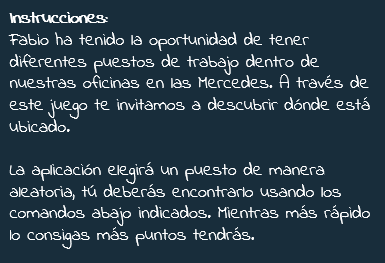 Instrucciones:
Fabio ha tenido la oportunidad de tener
diferentes puestos de trabajo dentro de
nuestras oficinas en las Mercedes. A través de
este juego te invitamos a descubrir dónde está
ubicado.
La aplicación elegirá un puesto de manera
aleatoria, tú deberás encontrarlo usando los
comandos abajo indicados. Mientras más rápido
lo consigas más puntos tendrás.